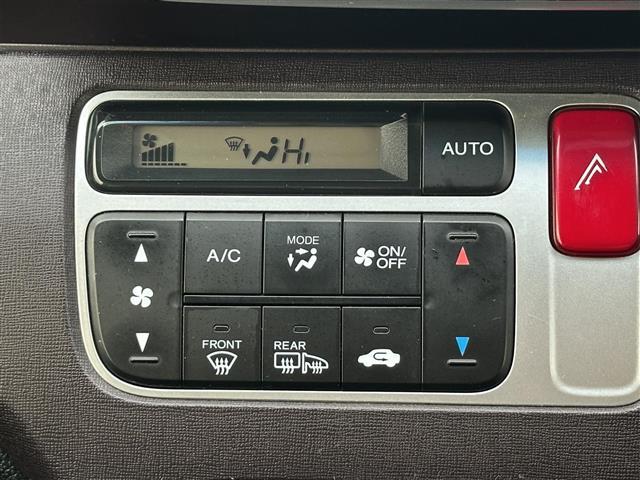 Hi
AUTO
A/C
MODE
ON/
OFF
FRONT
REAR